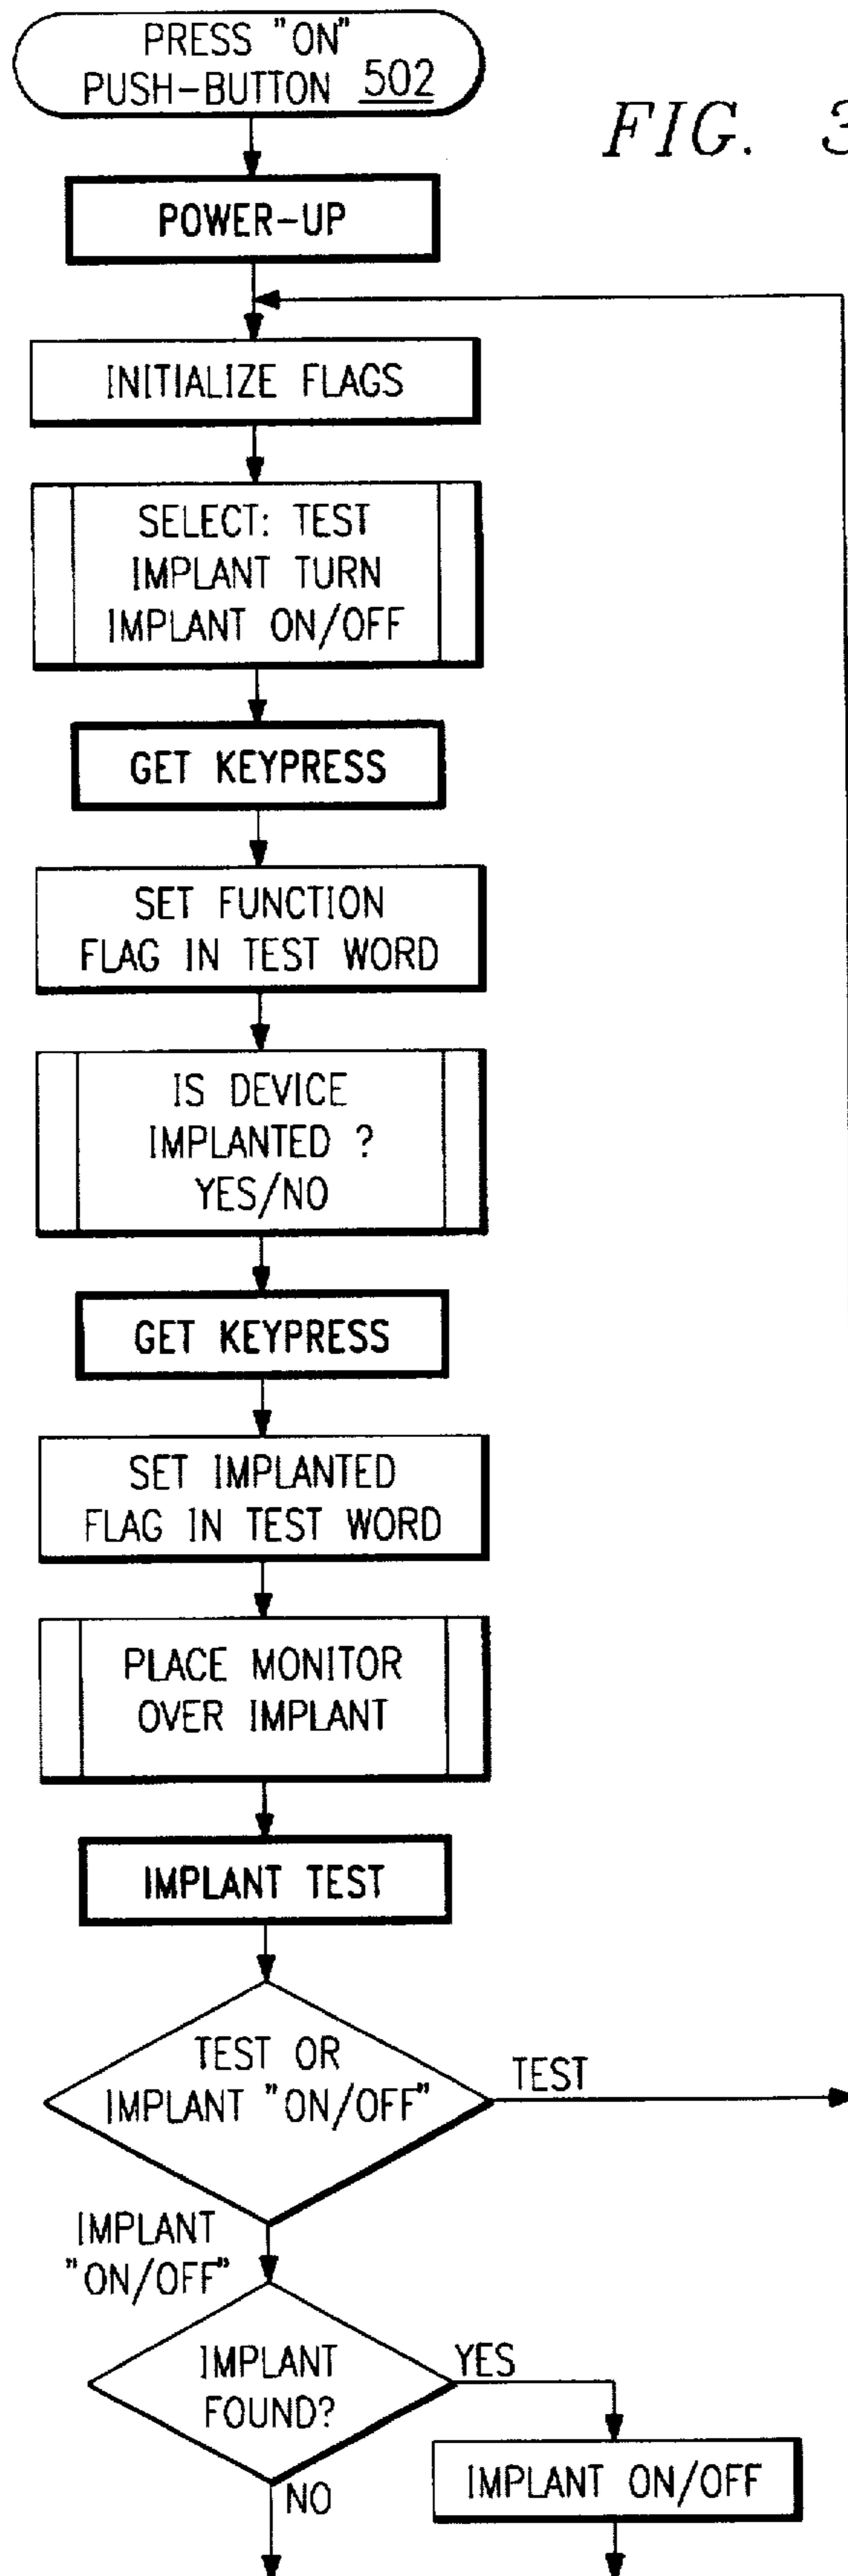 PRESS "ON"
PUSH-BUTTON 502
FIG. 3
POWER-UP
INITIALIZE FLAGS
SELECT: TEST
IMPLANT TURN
IMPLANT ON/OFF
GET KEYPRESS
SET FUNCTION
FLAG IN TEST WORD
IS DEVICE
IMPLANTED ?
YES/NO
GET KEYPRESS
SET IMPLANTED
FLAG IN TEST WORD
PLACE MONITOR
OVER IMPLANT
IMPLANT TEST
TEST OR
IMPLANT "ON/OFF"
TEST
IMPLANT
"ON/OFF"
IMPLANT
FOUND?
YES
IMPLANT ON/OFF
NO